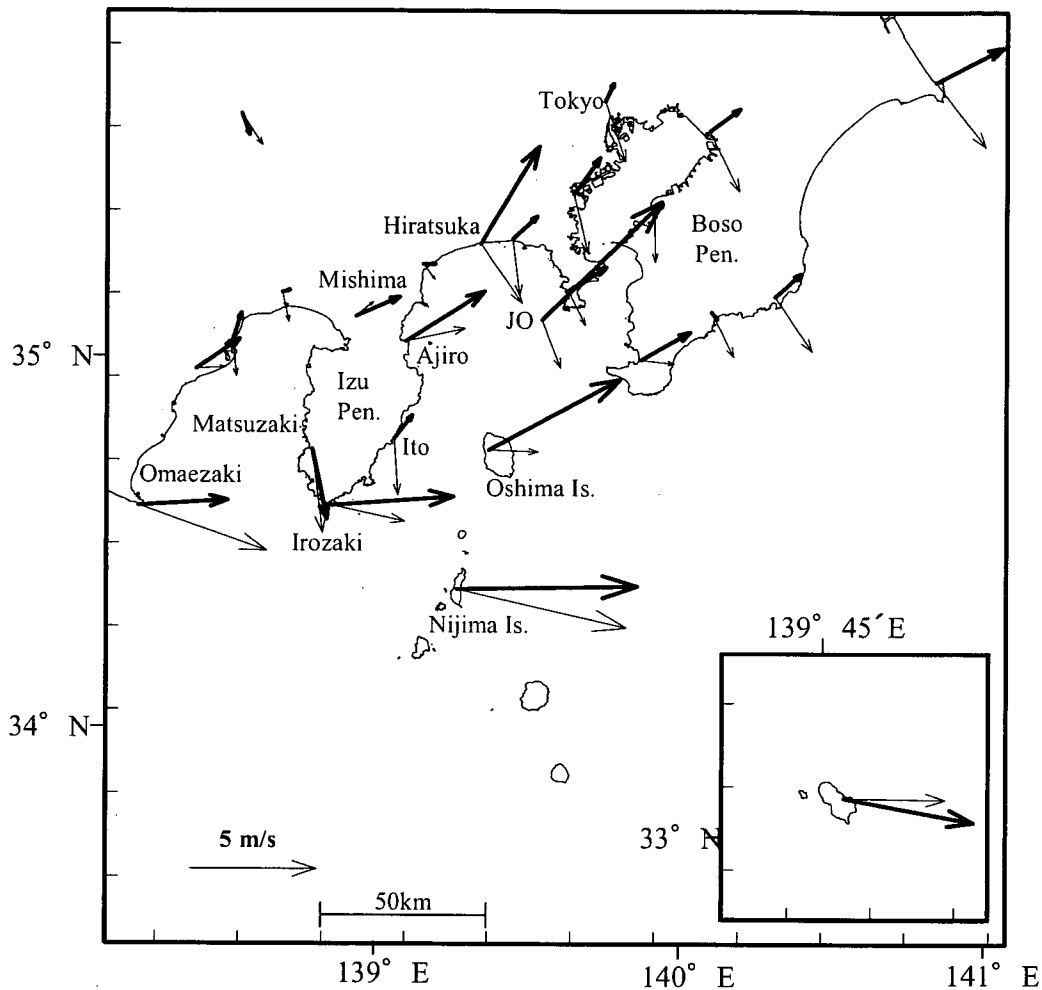 Tokyo
Hiratsuka
Boso
Pen.
Mishima
JO
35° N
Ajiro
Izu
Pen.
Matsuzaki
Ito
Omaezaki
Oshima Is.
Irozaki
Nijima Is.
139° 45´E
34° N
33° N
5 m/s
50km
139° E
140° E
141° E